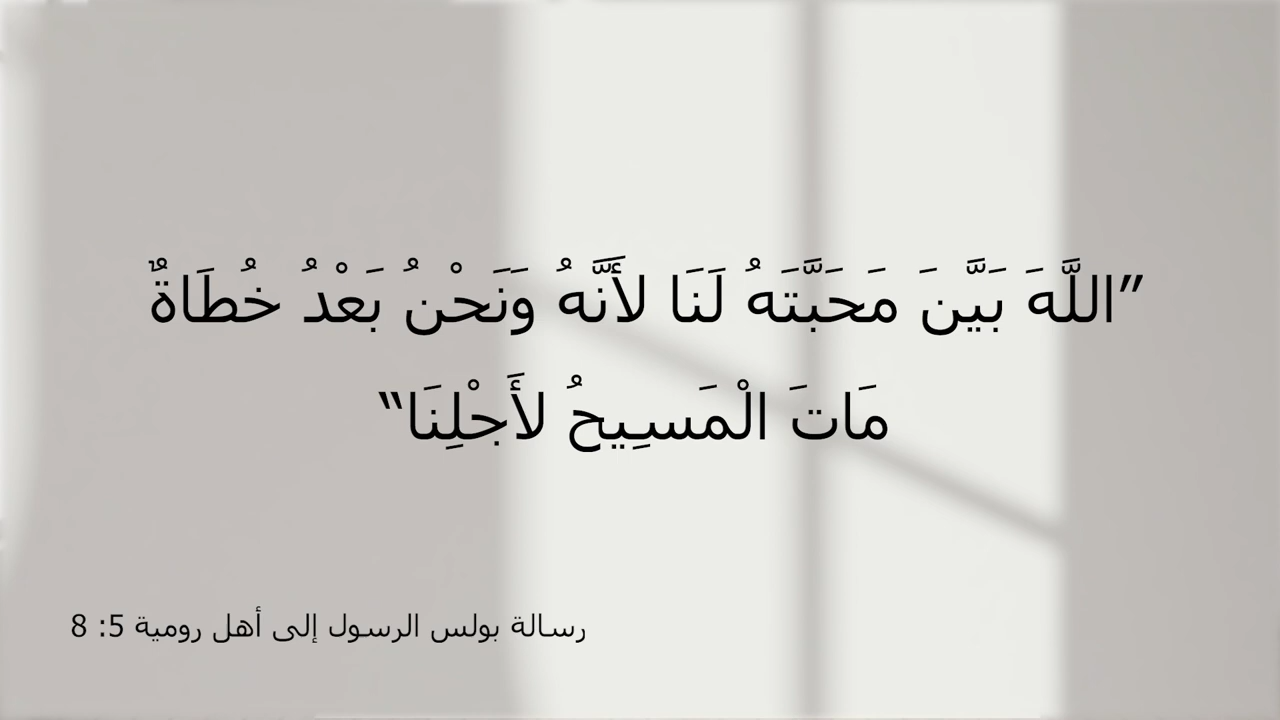 ”اللَّهَ بَيَّنَ مَحَبَّتَهُ لَنَا لأَنَّهُ وَنَحْنُ بَعْدُ خُطَاةٌ
مَاتَ الْمَسِيحُ لأَجْلِنَا“
رسالة بولس الرسول إلى أهل رومية 5: 8